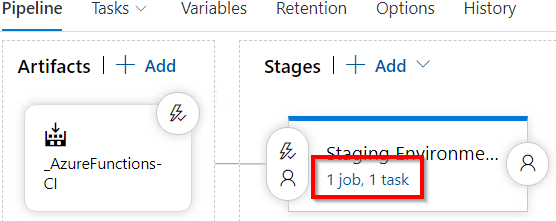 Pipeline Tasks Variables Retention Options History
Artifacts | + Add
Stages | + Add
_AzureFunctions-
CI
Staging Environme...
1 job, 1 task